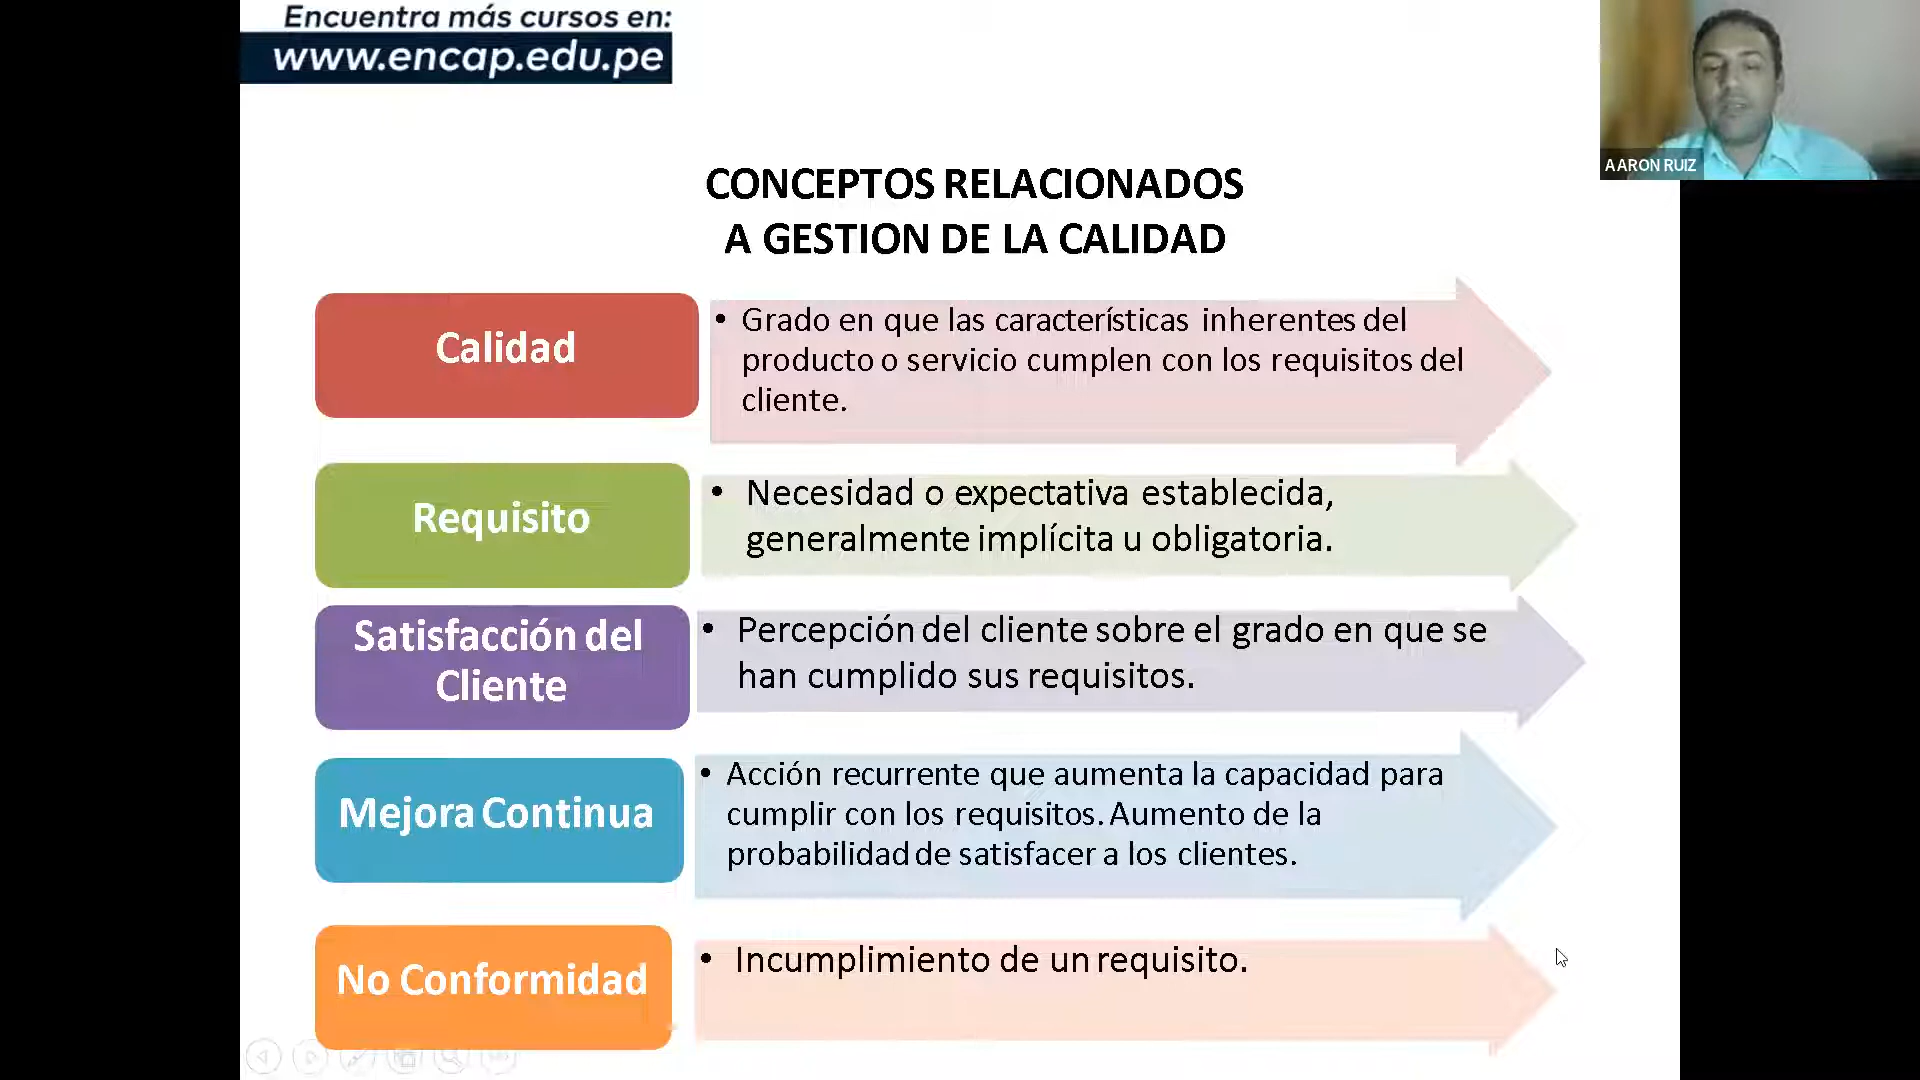 Encuentra más cursos en:
www.encap.edu.pe
AARON RUIZ
CONCEPTOS RELACIONADOS
A GESTION DE LA CALIDAD
Calidad
• Grado en que las características inherentes del
producto o servicio cumplen con los requisitos del
cliente.
Requisito
• Necesidad o expectativa establecida,
generalmente implícita u obligatoria.
Satisfacción del
Cliente
• Percepción del cliente sobre el grado en que se
han cumplido sus requisitos.
Mejora Continua
• Acción recurrente que aumenta la capacidad para
cumplir con los requisitos. Aumento de la
probabilidad de satisfacer a los clientes.
No Conformidad
• Incumplimiento de un requisito.